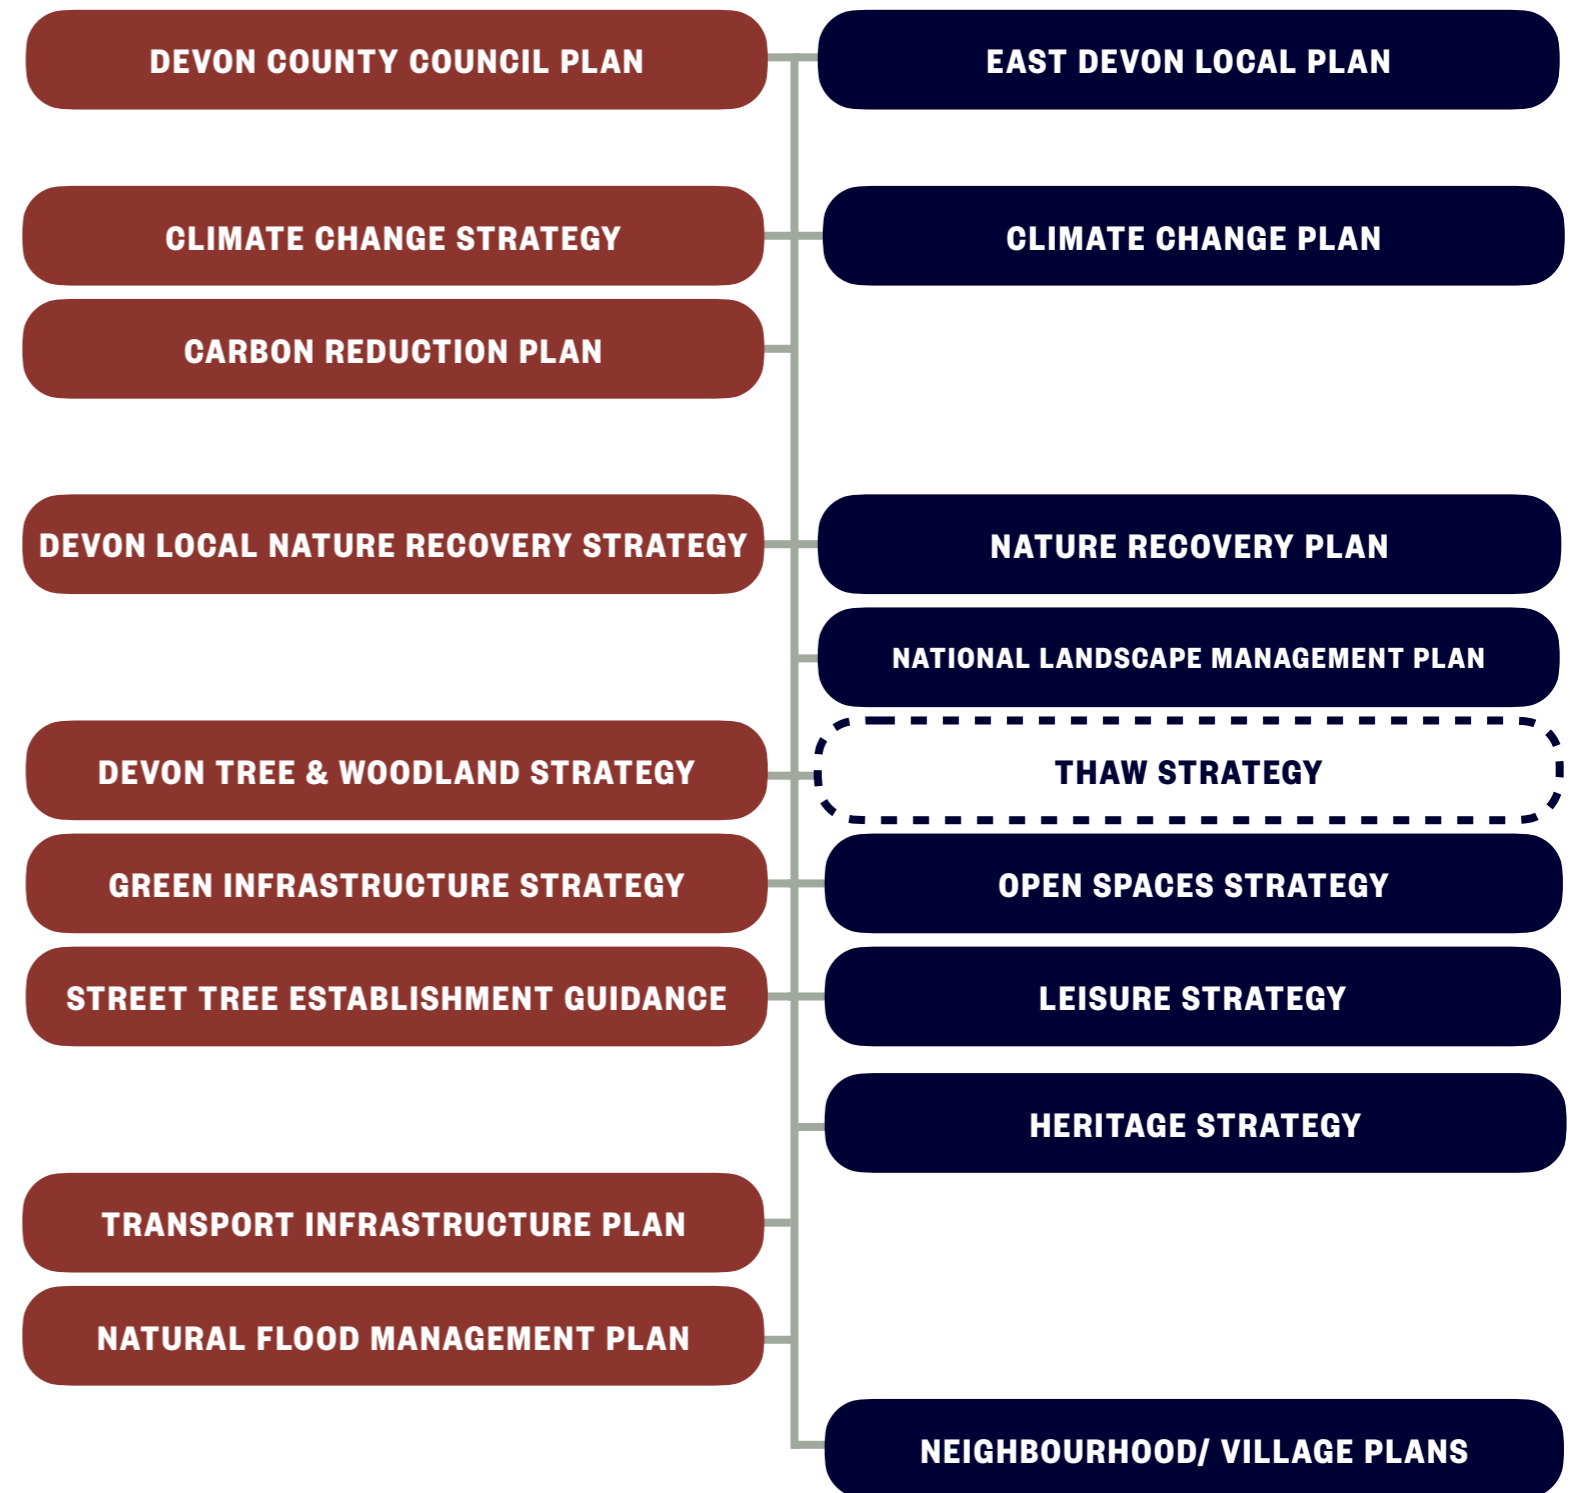 DEVON COUNTY COUNCIL PLAN
EAST DEVON LOCAL PLAN
CLIMATE CHANGE STRATEGY
CLIMATE CHANGE PLAN
CARBON REDUCTION PLAN
DEVON LOCAL NATURE RECOVERY STRATEGY
NATURE RECOVERY PLAN
NATIONAL LANDSCAPE MANAGEMENT PLAN
DEVON TREE & WOODLAND STRATEGY
THAW STRATEGY
GREEN INFRASTRUCTURE STRATEGY
OPEN SPACES STRATEGY
STREET TREE ESTABLISHMENT GUIDANCE
LEISURE STRATEGY
HERITAGE STRATEGY
TRANSPORT INFRASTRUCTURE PLAN
NATURAL FLOOD MANAGEMENT PLAN
NEIGHBOURHOOD/ VILLAGE PLANS